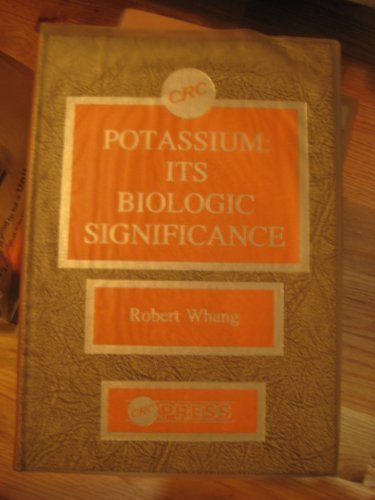 CRC
POTASSIUM:
ITS
BIOLOGIC
SIGNIFICANCE
Robert Whang
CRC PRESS